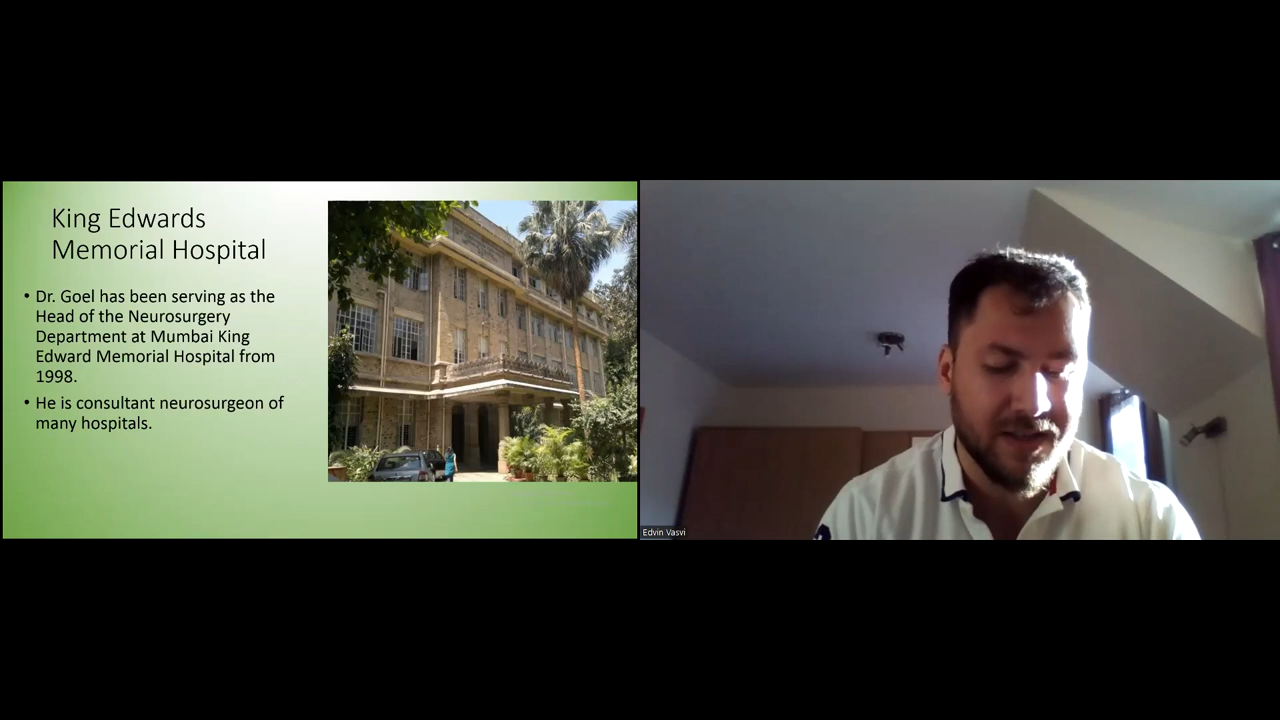 King Edwards
Memorial Hospital
• Dr. Goel has been serving as the
Head of the Neurosurgery
Department at Mumbai King
Edward Memorial Hospital from
1998.
• He is consultant neurosurgeon of
many hospitals.
Edvin Vasvi